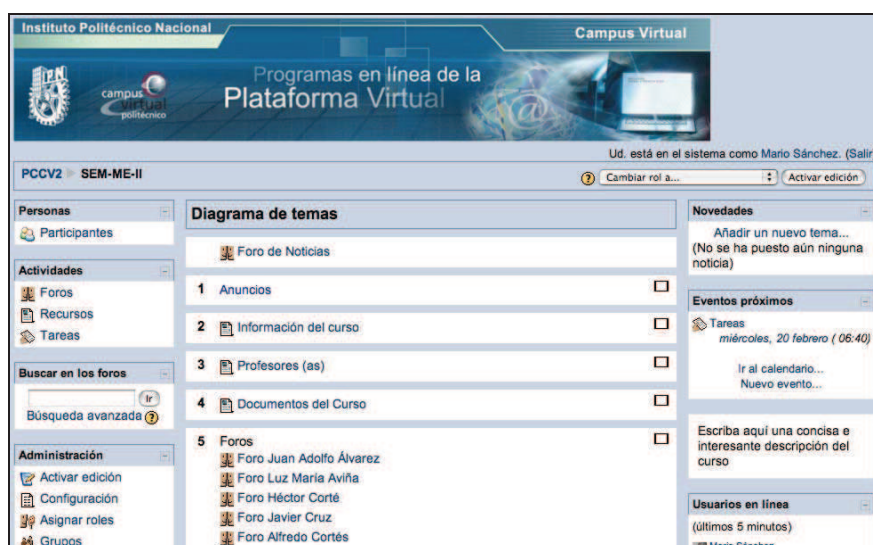 Instituto Politécnico Nacional
Campus Virtual
IPN
campus
virtual
politécnico
Programas en línea de la
Plataforma Virtual
@
Ud. está en el sistema como Mario Sánchez. (Salir
PCCV2
SEM-ME-II
?
Cambiar rol a...
Activar edición
Personas
Participantes
Actividades
Foros
Recursos
Tareas
Buscar en los foros
Ir
Búsqueda avanzada ?
Administración
Activar edición
Configuración
Asignar roles
Grupos
Diagrama de temas
Foro de Noticias
1 Anuncios
2 Información del curso
3 Profesores (as)
4 Documentos del Curso
5 Foros
Foro Juan Adolfo Álvarez
Foro Luz María Aviña
Foro Héctor Corté
Foro Javier Cruz
Foro Alfredo Cortés
Novedades
Añadir un nuevo tema...
(No se ha puesto aún ninguna
noticia)
Eventos próximos
Tareas
miércoles, 20 febrero ( 06:40)
Ir al calendario...
Nuevo evento...
Escriba aquí una concisa e
interesante descripción del
curso
Usuarios en línea
(últimos 5 minutos)
Mario Sánchez